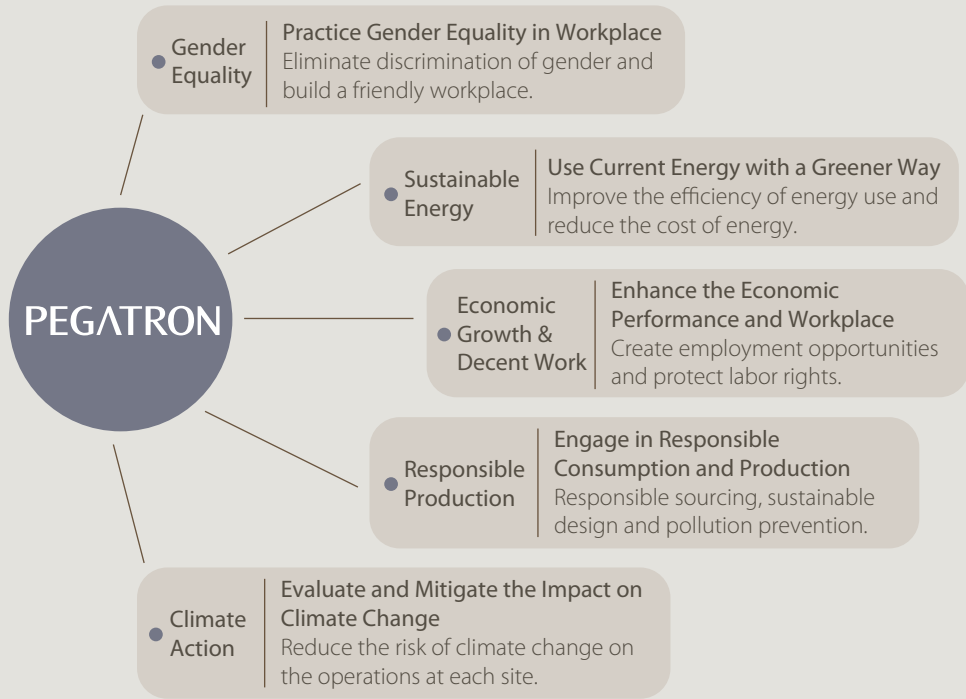 Gender
Equality
Practice Gender Equality in Workplace
Eliminate discrimination of gender and
build a friendly workplace.
Sustainable
Energy
Use Current Energy with a Greener Way
Improve the efficiency of energy use and
reduce the cost of energy.
PEGATRON
Economic
Growth &
Decent Work
Enhance the Economic
Performance and Workplace
Create employment opportunities
and protect labor rights.
Responsible
Production
Engage in Responsible
Consumption and Production
Responsible sourcing, sustainable
design and pollution prevention.
Climate
Action
Evaluate and Mitigate the Impact on
Climate Change
Reduce the risk of climate change on
the operations at each site.